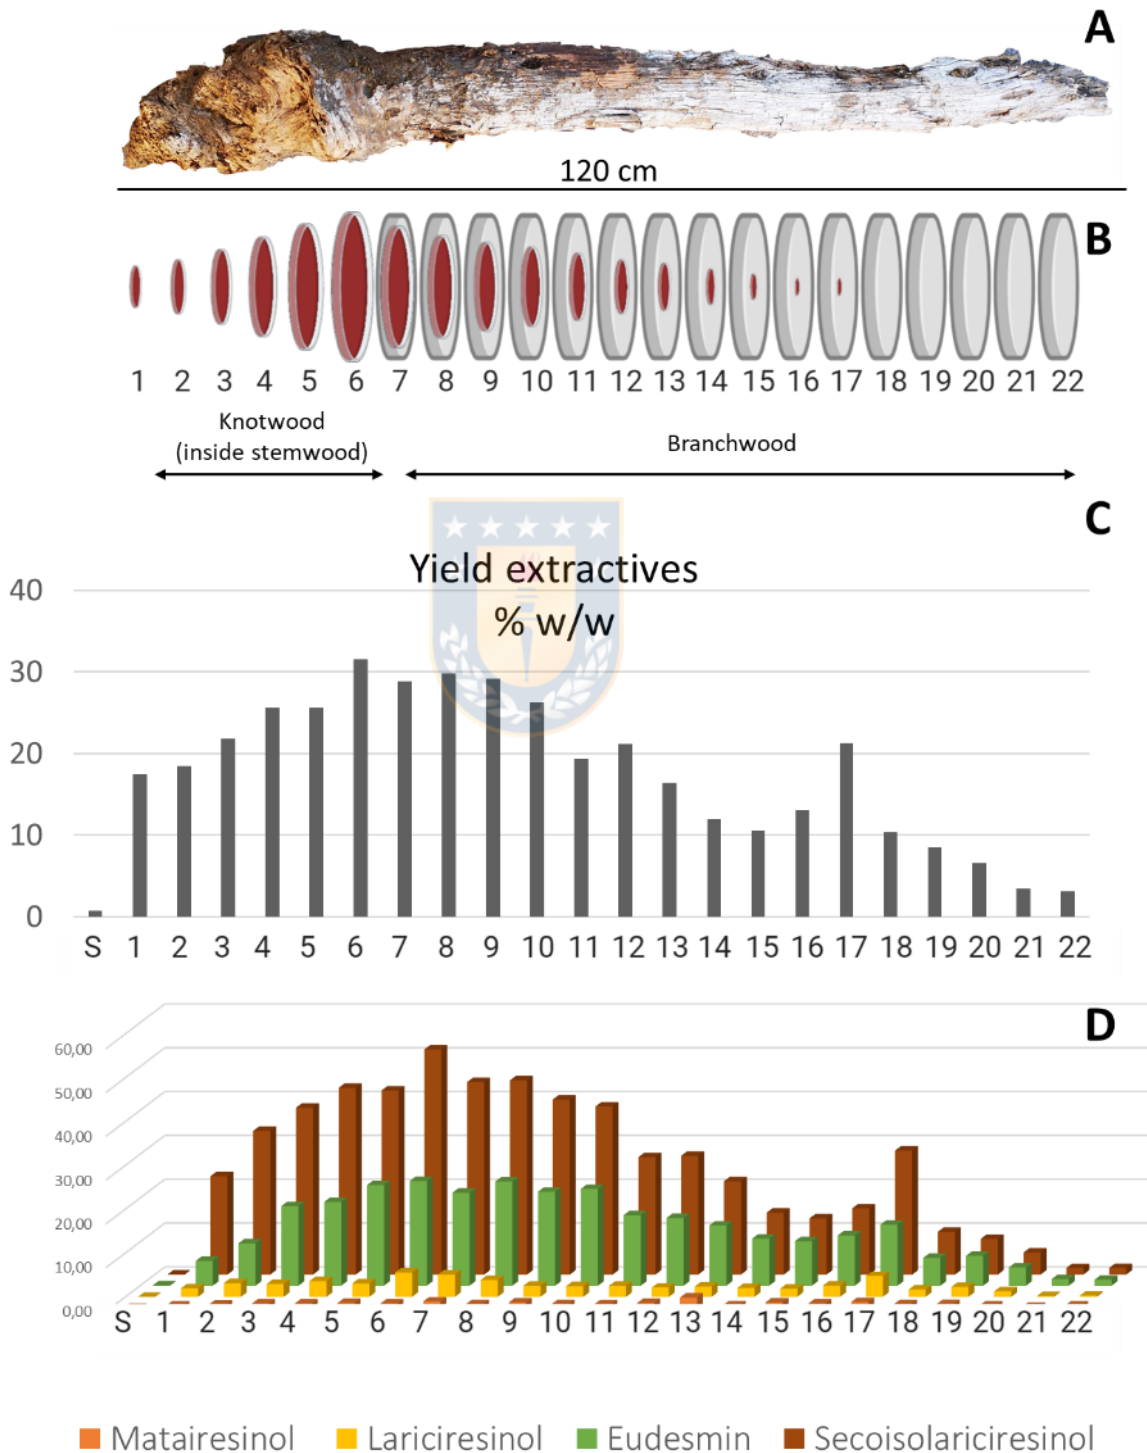 A
120 cm
B
1 2 3 4 5 6 7 8 9 10 11 12 13 14 15 16 17 18 19 20 21 22
Knotwood
(inside stemwood)
Branchwood
C
Yield extractives
% w/w
40
30
20
10
0
S 1 2 3 4 5 6 7 8 9 10 11 12 13 14 15 16 17 18 19 20 21 22
D
60,00
50,00
40,00
30,00
20,00
10,00
0,00
S 1 2 3 4 5 6 7 8 9 10 11 12 13 14 15 16 17 18 19 20 21 22
Matairesinol Lariciresinol Eudesmin Secoisolariciresinol